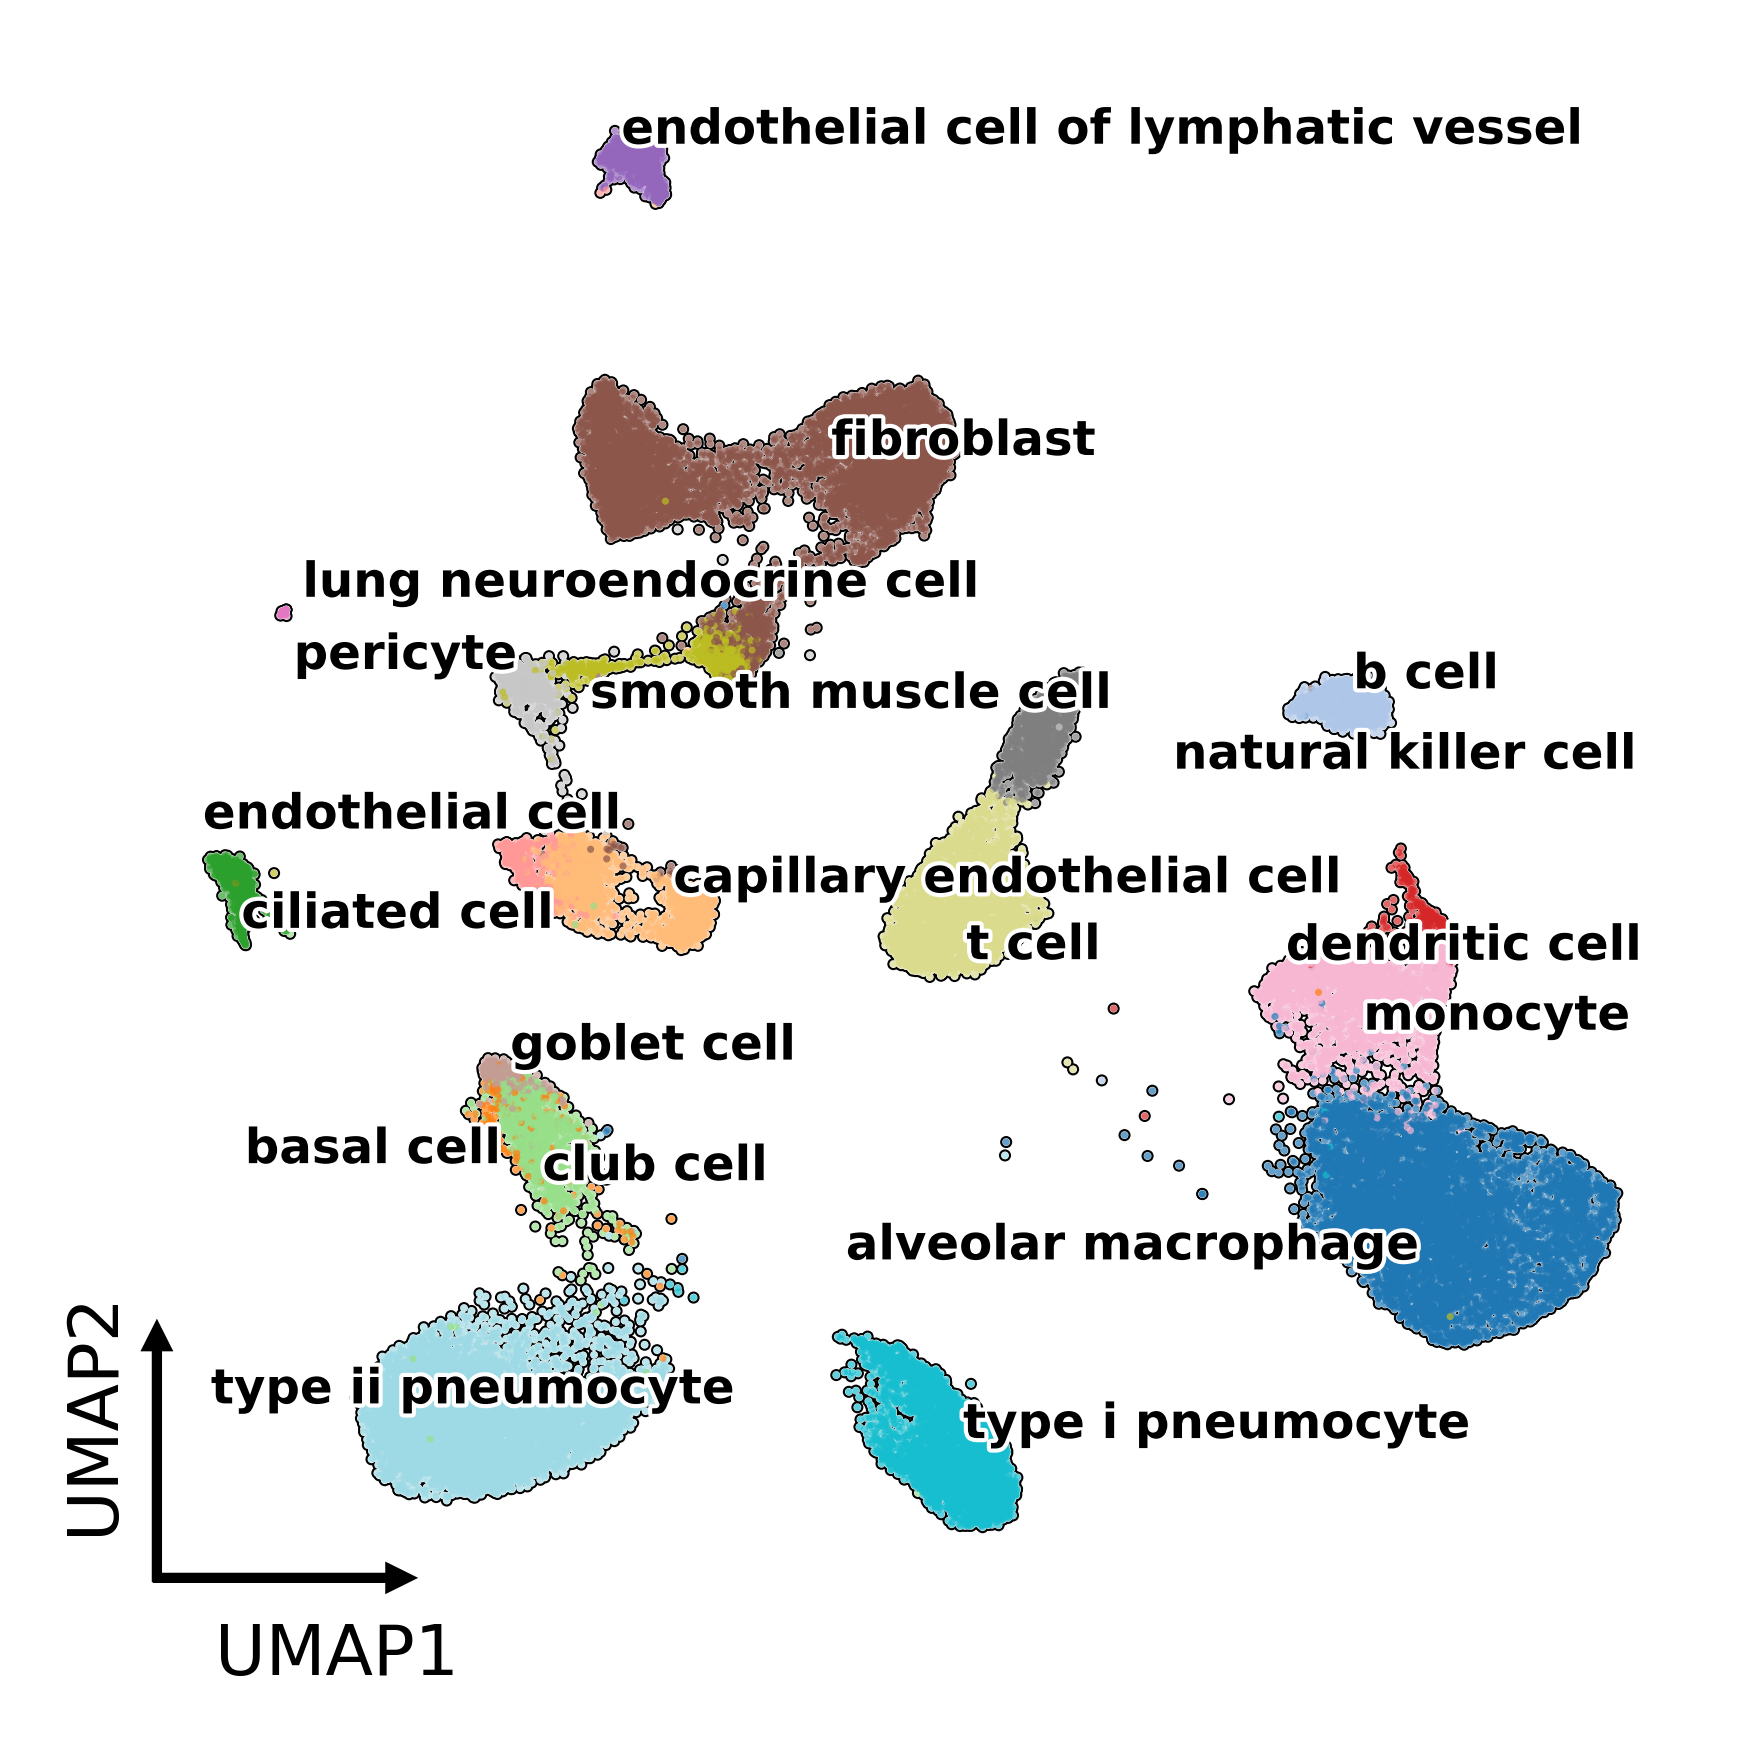 endothelial cell of lymphatic vessel
fibroblast
lung neuroendocrine cell
pericyte
smooth muscle cell
b cell
natural killer cell
endothelial cell
capillary endothelial cell
ciliated cell
t cell
dendritic cell
monocyte
goblet cell
basal cell
club cell
alveolar macrophage
type ii pneumocyte
type i pneumocyte
UMAP2
UMAP1